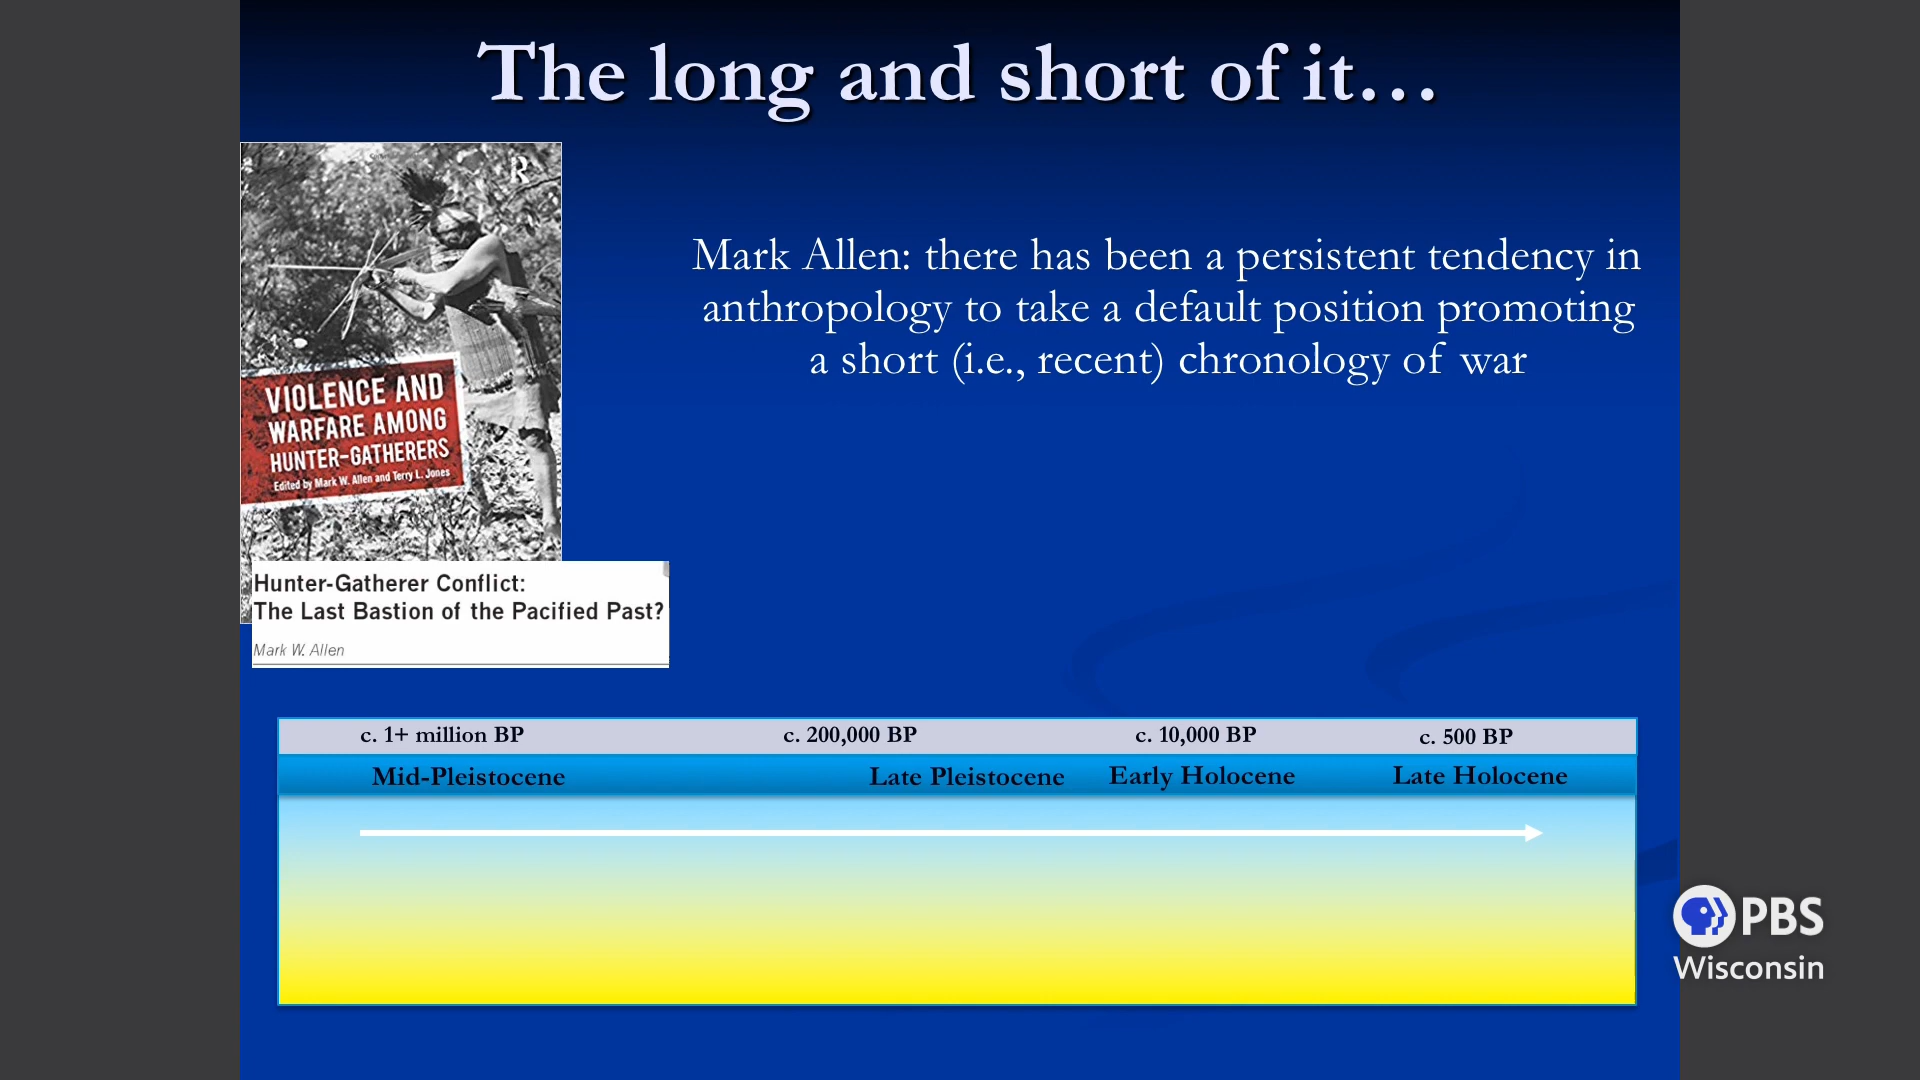 The long and short of it…
R
VIOLENCE AND
WARFARE AMONG
HUNTER-GATHERERS
Edited by Mark W. Allen and Terry L. Jones
Hunter-Gatherer Conflict:
The Last Bastion of the Pacified Past?
Mark W. Allen
Mark Allen: there has been a persistent tendency in
anthropology to take a default position promoting
a short (i.e., recent) chronology of war
c. 1+ million BP c. 200,000 BP c. 10,000 BP c. 500 BP
Mid-Pleistocene Late Pleistocene Early Holocene Late Holocene
PBS
Wisconsin